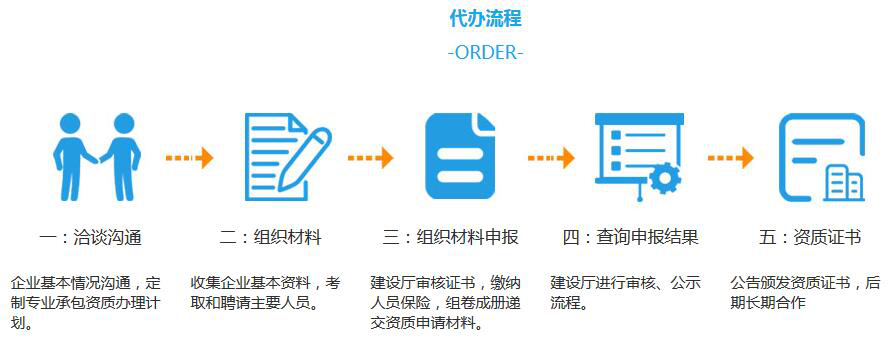 代办流程
-ORDER-
一：洽谈沟通
企业基本情况沟通，定
制专业承包资质办理计
划。
二：组织材料
收集企业基本资料，考
取和聘请主要人员。
三：组织材料申报
建设厅审核证书，缴纳
人员保险，组卷成册递
交资质申请材料。
四：查询申报结果
建设厅进行审核、公示
流程。
五：资质证书
公告颁发资质证书，后
期长期合作